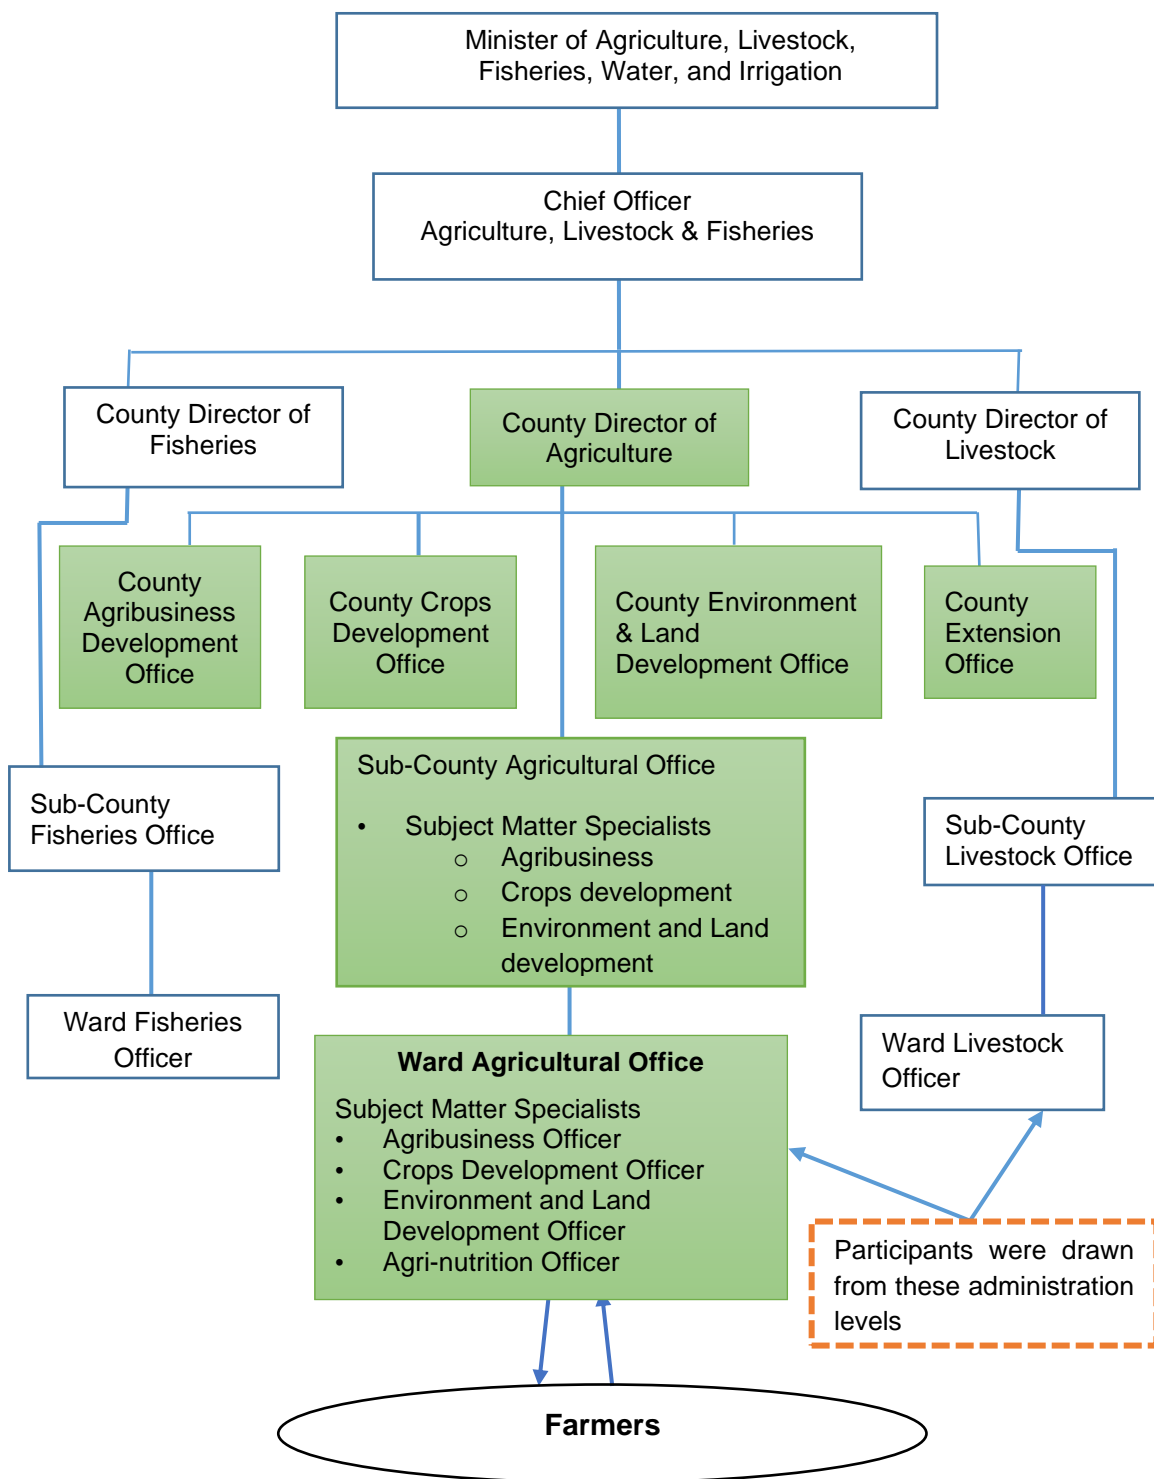 Minister of Agriculture, Livestock,
Fisheries, Water, and Irrigation
Chief Officer
Agriculture, Livestock & Fisheries
County Director of
Fisheries
County Director of
Agriculture
County Director of
Livestock
County
Agribusiness
Development
Office
County Crops
Development
Office
County Environment
& Land
Development Office
County
Extension
Office
Sub-County
Fisheries Office
Sub-County Agricultural Office
• Subject Matter Specialists
o Agribusiness
o Crops development
o Environment and Land
development
Sub-County
Livestock Office
Ward Fisheries
Officer
Ward Agricultural Office
Subject Matter Specialists
• Agribusiness Officer
• Crops Development Officer
• Environment and Land
Development Officer
• Agri-nutrition Officer
Ward Livestock
Officer
Participants were drawn
from these administration
levels
Farmers